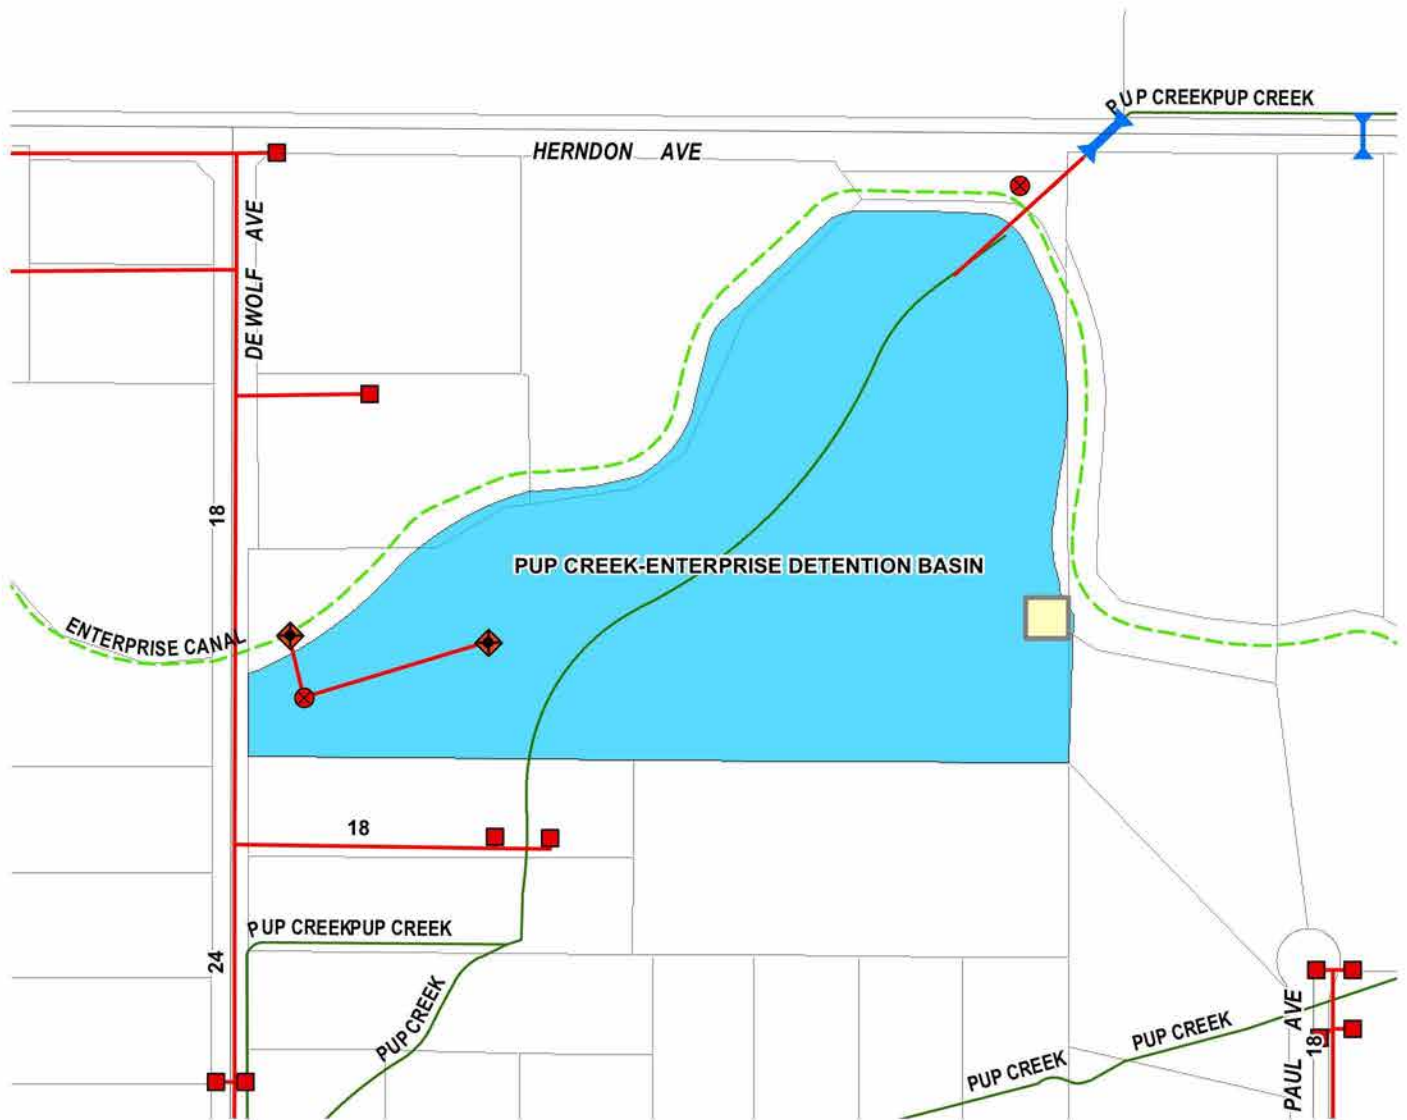 PUP CREEKPUP CREEK
HERNDON AVE
DE WOLF AVE
18
PUP CREEK-ENTERPRISE DETENTION BASIN
ENTERPRISE CANAL
18
PUP CREEKPUP CREEK
24
PUP CREEK
PUP CREEK
PUP CREEK
PAUL AVE
18